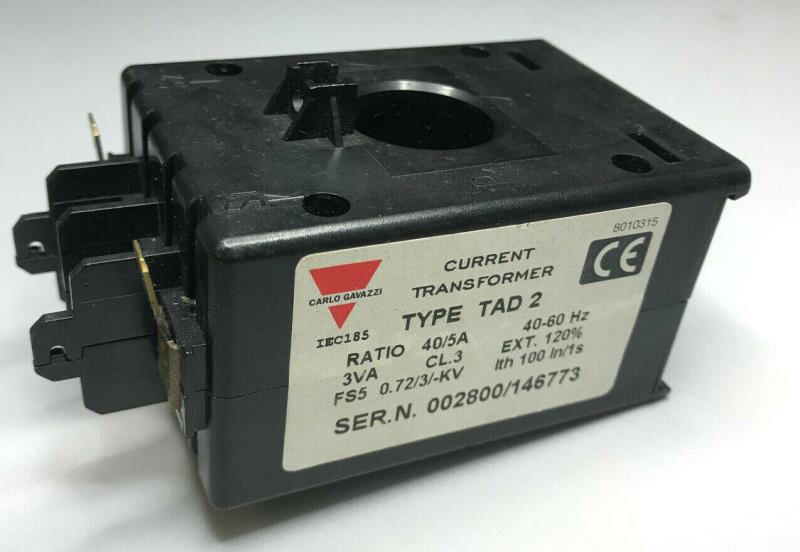 8010315
CARLO GAVAZZI
CURRENT
TRANSFORMER
CE
IEC185
TYPE TAD 2
RATIO 40/5A 40-60 Hz
3VA CL.3 EXT. 120%
FS5 0.72/3/-KV Ith 100 In/1s
SER.N. 002800/146773